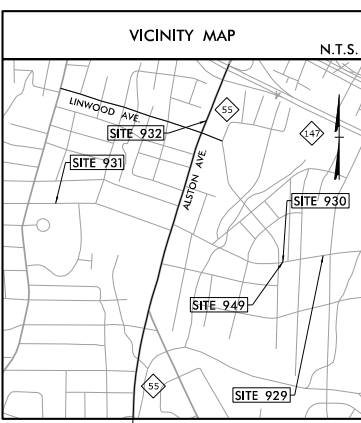 VICINITY MAP
N.T.S.
LINWOOD AVE.
55
SITE 932
147
SITE 931
ALSTON AVE.
SITE 930
SITE 949
55
SITE 929